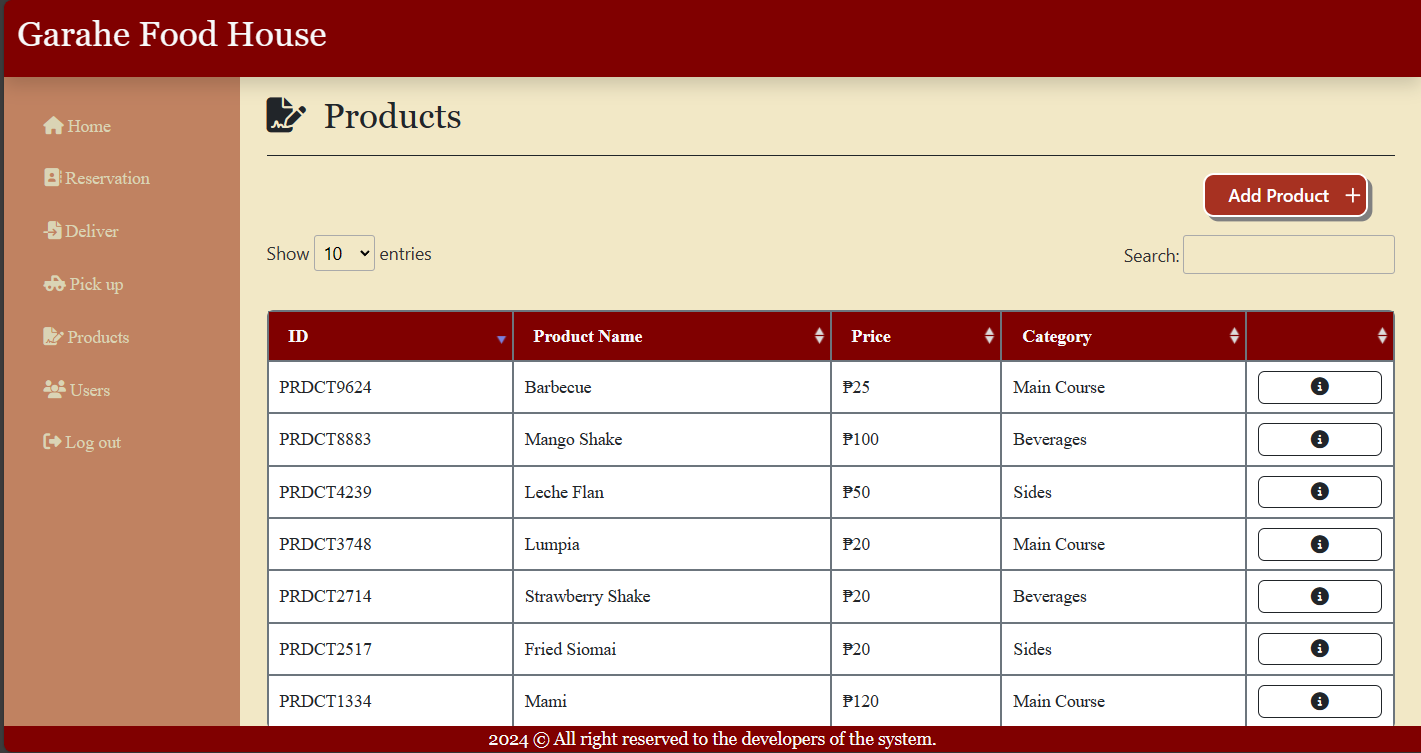 Garahe Food House
Home
Reservation
Deliver
Pick up
Products
Users
Log out
Products
Add Product +
Show 10 entries
Search:
ID Product Name Price Category
PRDCT9624 Barbecue ₱25 Main Course
PRDCT8883 Mango Shake ₱100 Beverages
PRDCT4239 Leche Flan ₱50 Sides
PRDCT3748 Lumpia ₱20 Main Course
PRDCT2714 Strawberry Shake ₱20 Beverages
PRDCT2517 Fried Siomai ₱20 Sides
PRDCT1334 Mami ₱120 Main Course
2024 © All right reserved to the developers of the system.